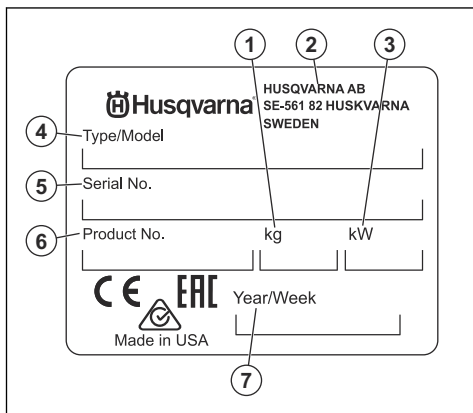 1
2
3
Husqvarna
HUSQVARNA AB
SE-561 82 HUSKVARNA
SWEDEN
4
Type/Model
5
Serial No.
6
Product No.
kg
kW
CE
EAC
Year/Week
Made in USA
7